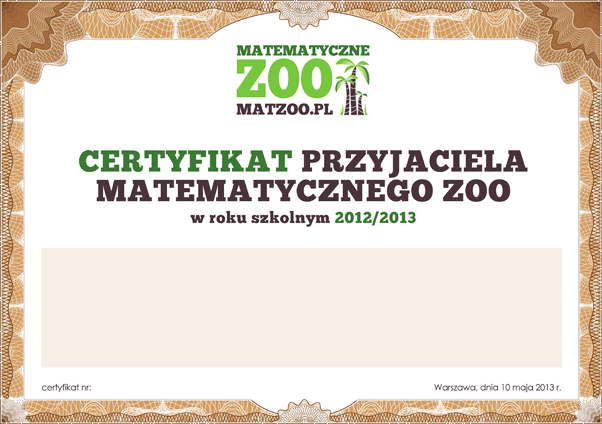 MATEMATYCZNE
ZOO
MATZOO.PL
CERTYFIKAT PRZYJACIELA
MATEMATYCZNEGO ZOO
w roku szkolnym 2012/2013
certyfikat nr:
Warszawa, dnia 10 maja 2013 r.